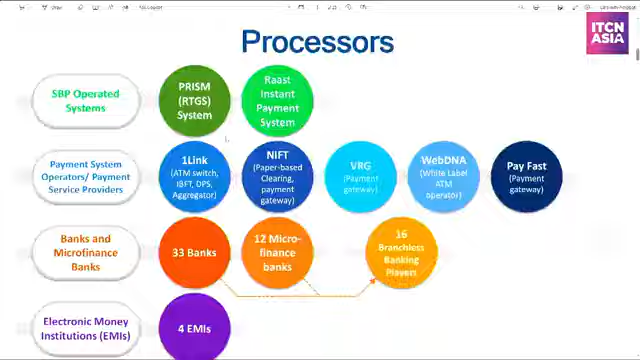 Draw
ITCN
ASIA
Processors
SBP Operated
Systems
PRISM
(RTGS)
System
Raast
Instant
Payment
System
Payment System
Operators/ Payment
Service Providers
1Link
(ATM switch,
IBFT, DPS,
Aggregator)
NIFT
(Paper-based
Clearing,
payment
gateway)
VRG
(Payment
gateway)
WebDNA
(White Label
ATM
operator)
Pay Fast
(Payment
gateway)
Banks and
Microfinance
Banks
33 Banks
12 Micro-
finance
banks
16
Branchless
Banking
Players
Electronic Money
Institutions (EMIs)
4 EMIs